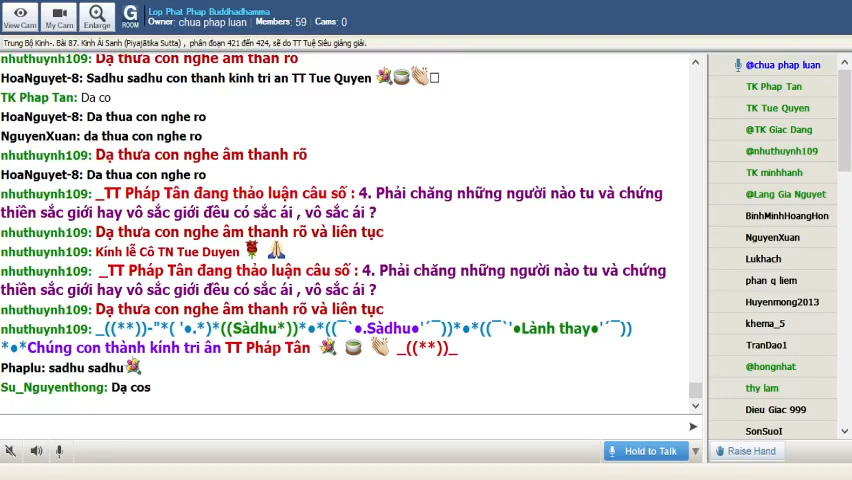 View Cam
My Cam
Enlarge
G
ROOM
Lop Phat Phap Buddhadhamma
Owner: chua phap luan Members: 59 Cams: 0
Trung Bộ Kinh-. Bài 87. Kinh Ái Sanh (Piyajātika Sutta) , phân đoạn 421 đến 424, sẽ do TT Tuệ Siêu giảng giải.
nhuthuynh109: Dạ thưa con nghe âm thanh rõ
HoaNguyet-8: Sadhu sadhu con thanh kinh tri an TT Tue Quyen
TK Phap Tan: Da co
HoaNguyet-8: Da thua con nghe ro
NguyenXuan: da thua con nghe ro
nhuthuynh109: Dạ thưa con nghe âm thanh rõ
HoaNguyet-8: Da thua con nghe ro
nhuthuynh109: _TT Pháp Tân đang thảo luận câu số : 4. Phải chăng những người nào tu và chứng
thiền sắc giới hay vô sắc giới đều có sắc ái , vô sắc ái ?
nhuthuynh109: Dạ thưa con nghe âm thanh rõ và liên tục
nhuthuynh109: Kính lễ Cô TN Tue Duyen
nhuthuynh109: _TT Pháp Tân đang thảo luận câu số : 4. Phải chăng những người nào tu và chứng
thiền sắc giới hay vô sắc giới đều có sắc ái , vô sắc ái ?
nhuthuynh109: Dạ thưa con nghe âm thanh rõ và liên tục
nhuthuynh109: _((**))-"*( '●.*)*((Sàdhu*))*●*((¯`●.Sàdhu●'´¯))*●*((¯`'●Lành thay●'´¯))
*●*Chúng con thành kính tri ân TT Pháp Tân _((**))_
Phaplu: sadhu sadhu
Su_Nguyenthong: Dạ cos
@chua phap luan
TK Phap Tan
TK Tue Quyen
@TK Giac Dang
@nhuthuynh109
TK minhhanh
@Lang Gia Nguyet
BinhMinhHoangHon
NguyenXuan
Lukhach
phan q liem
Huyenmong2013
khema_5
TranDao1
@hongnhat
thy lam
Dieu Giac 999
SonSuoI
Hold to Talk
Raise Hand